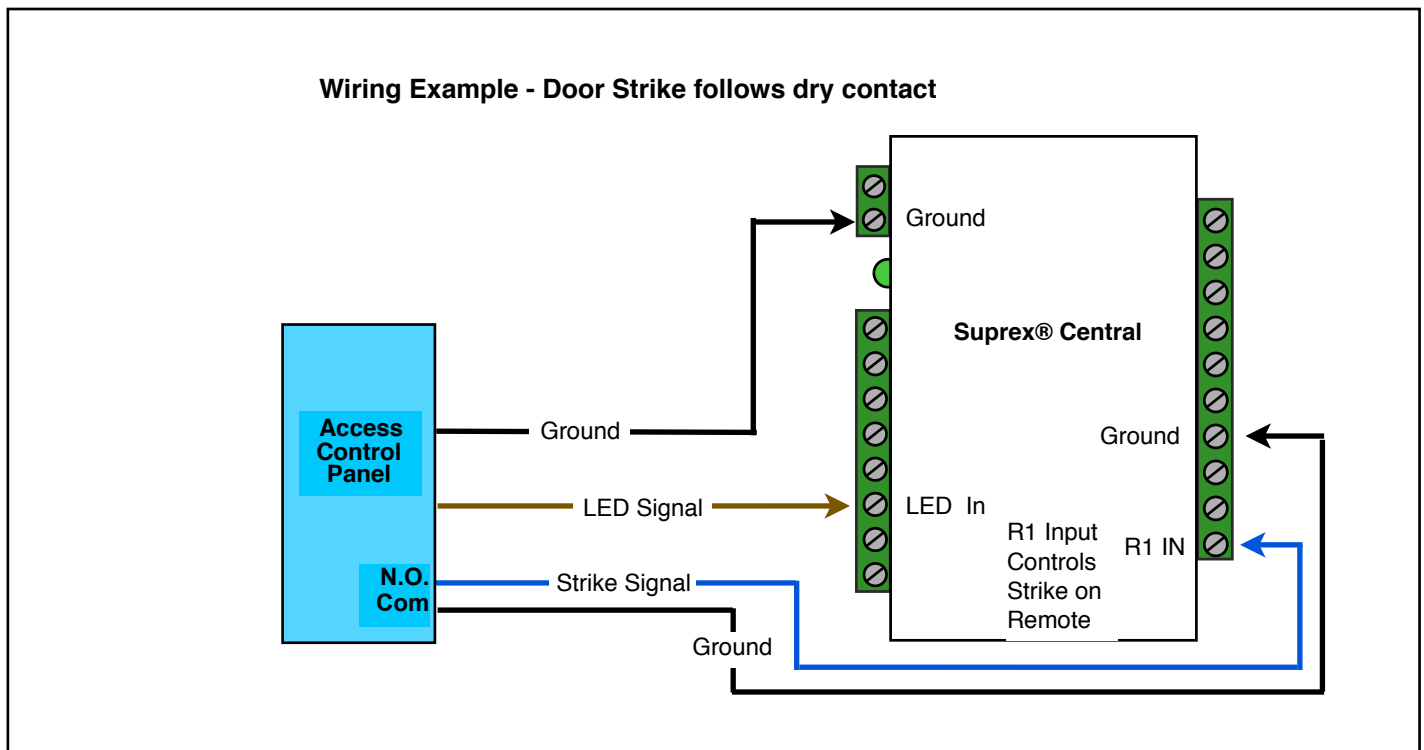 Wiring Example - Door Strike follows dry contact
Ground
Suprex® Central
Access
Control
Panel
Ground
Ground
LED Signal
LED In
R1 Input
Controls
Strike on
Remote
R1 IN
N.O.
Com
Strike Signal
Ground